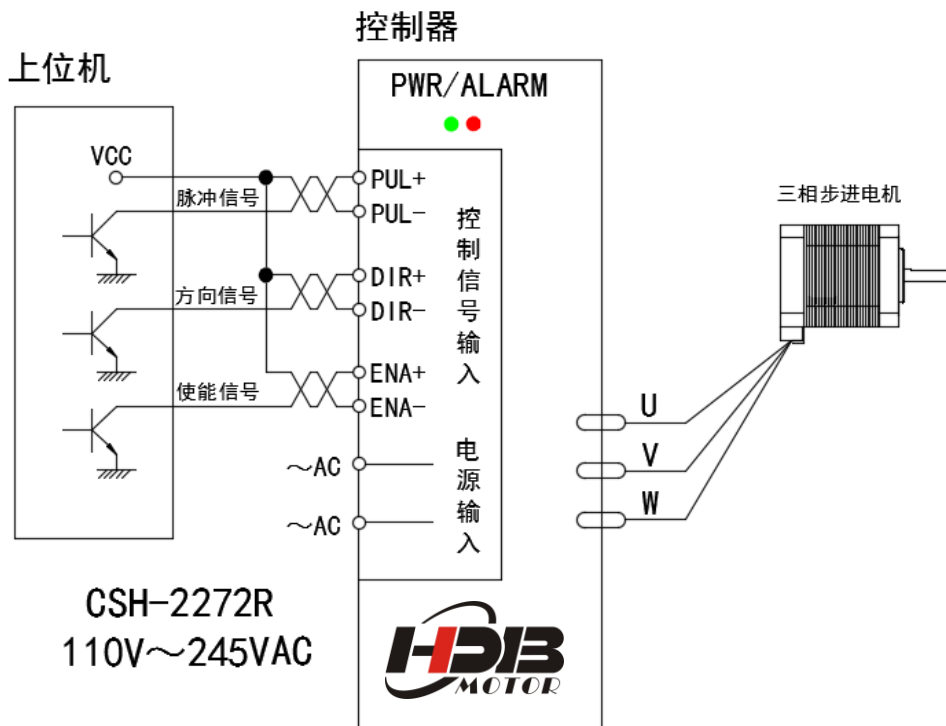 控制器
上位机
PWR/ALARM
VCC
脉冲信号
PUL+
PUL-
方向信号
DIR+
DIR-
使能信号
ENA+
ENA-
控制信号输入
～AC
～AC
电源输入
三相步进电机
U
V
W
CSH-2272R
110V～245VAC
HDB
MOTOR